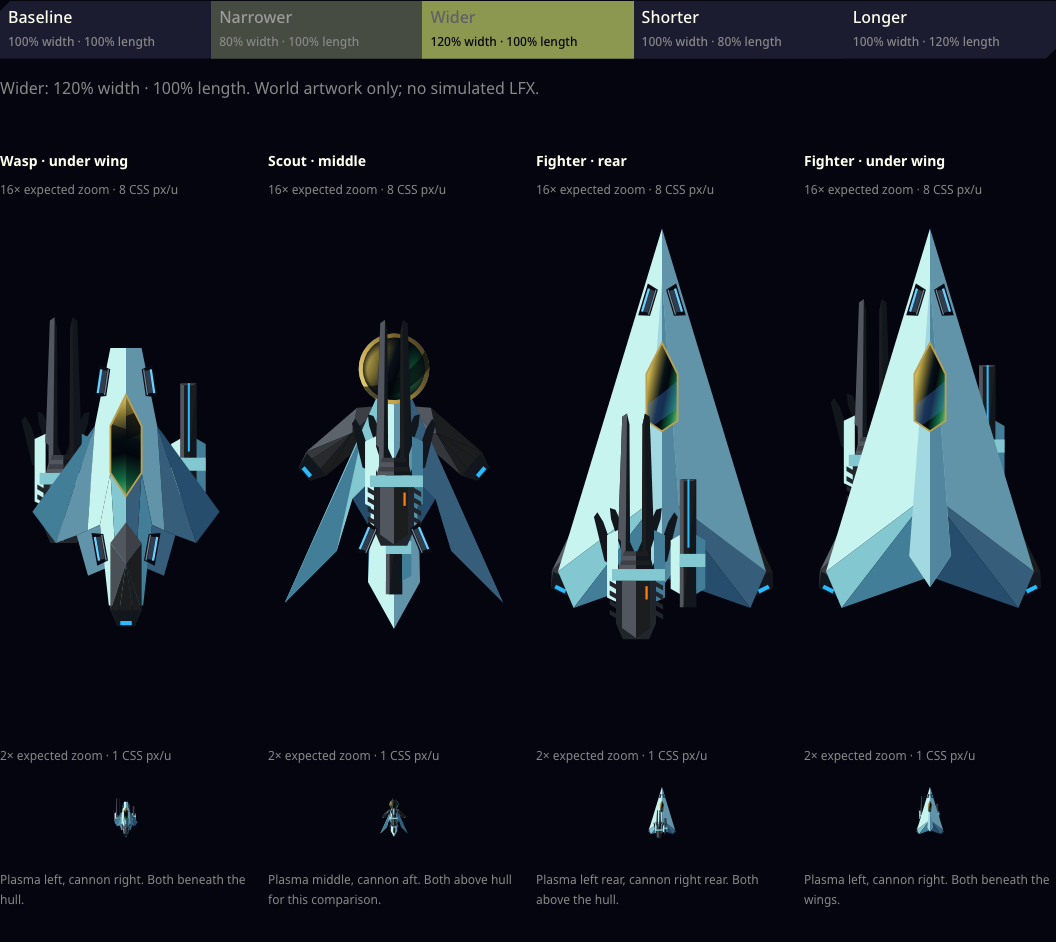 Baseline
100% width · 100% length
Narrower
80% width · 100% length
Wider
120% width · 100% length
Shorter
100% width · 80% length
Longer
100% width · 120% length
Wider: 120% width · 100% length. World artwork only; no simulated LFX.
Wasp · under wing
16× expected zoom · 8 CSS px/u
Scout · middle
16× expected zoom · 8 CSS px/u
Fighter · rear
16× expected zoom · 8 CSS px/u
Fighter · under wing
16× expected zoom · 8 CSS px/u
2× expected zoom · 1 CSS px/u
2× expected zoom · 1 CSS px/u
2× expected zoom · 1 CSS px/u
2× expected zoom · 1 CSS px/u
Plasma left, cannon right. Both beneath the
hull.
Plasma middle, cannon aft. Both above hull
for this comparison.
Plasma left rear, cannon right rear. Both
above the hull.
Plasma left, cannon right. Both beneath the
wings.